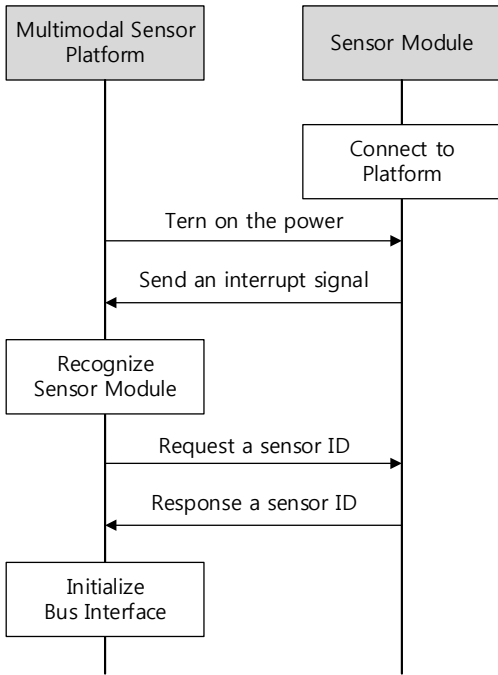 Multimodal Sensor
Platform
Sensor Module
Connect to
Platform
Tern on the power
Send an interrupt signal
Recognize
Sensor Module
Request a sensor ID
Response a sensor ID
Initialize
Bus Interface